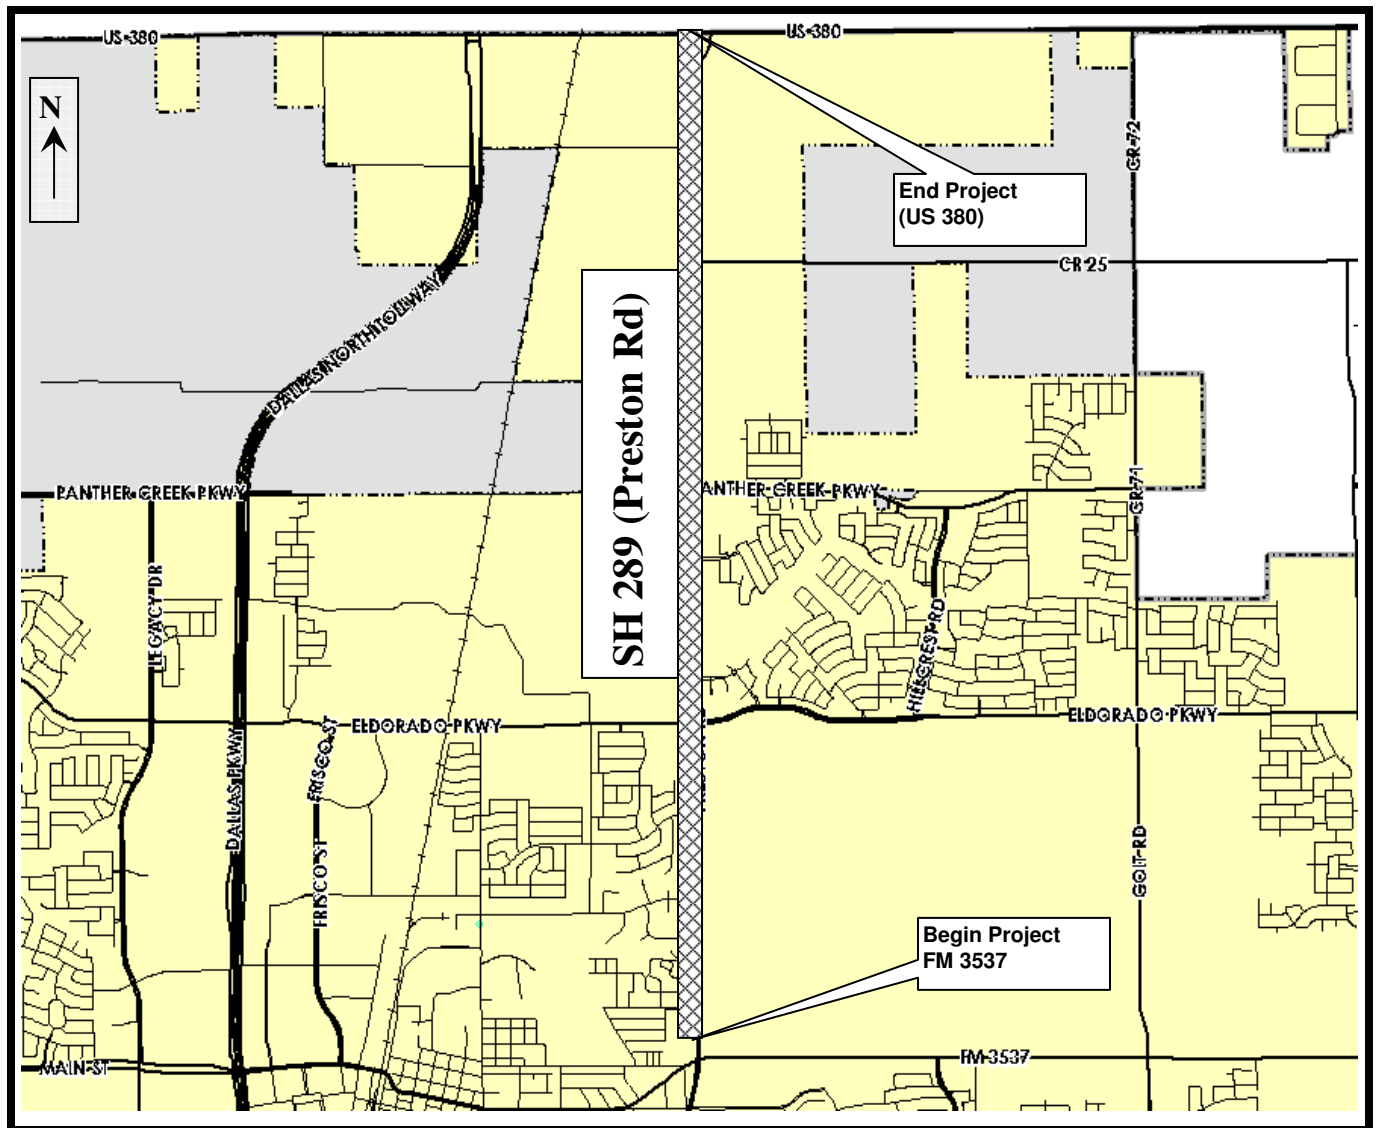 US 380
US 380
N
CR 72
End Project
(US 380)
CR 25
DALLAS NORTH TOLLWAY
SH 289 (Preston Rd)
PANTHER CREEK PKWY
ANTHER CREEK PKWY
CR 71
LEGACY DR
HILLCREST RD
ELDORADO PKWY
ELDORADO PKWY
FRISCO ST
DALLAS PKWY
FRISCO ST
COIT RD
Begin Project
FM 3537
MAIN ST
FM 3537